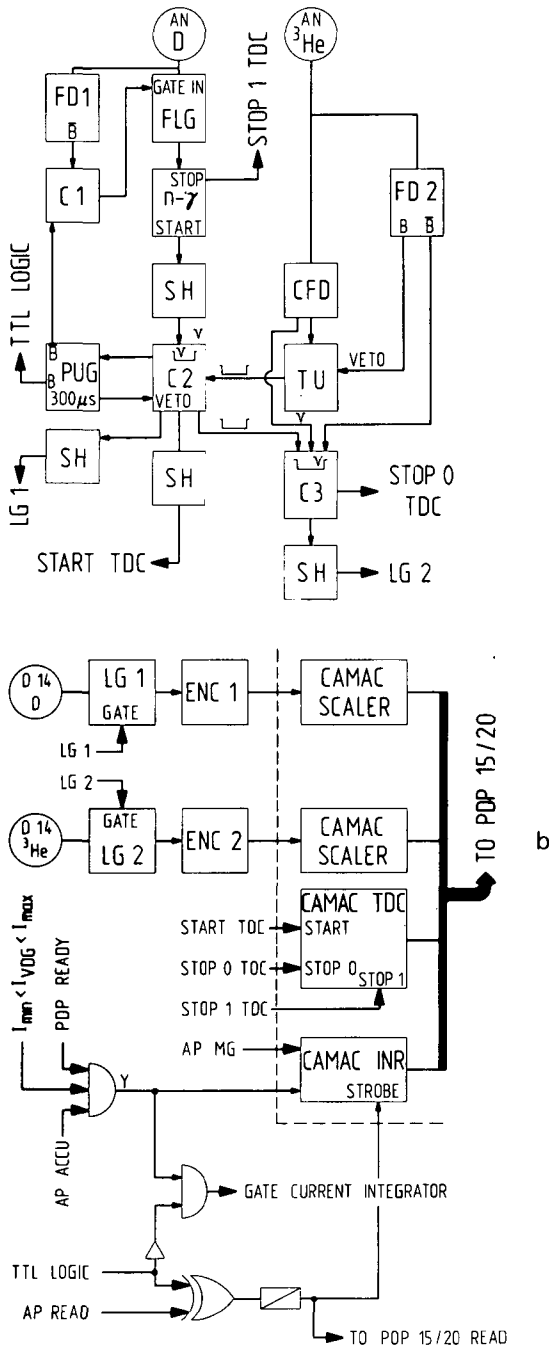 AN
D
AN
³He
FD1
B̅
GATE IN
FLG
STOP 1 TDC
C1
STOP
n-γ
START
FD2
B B̅
SH
CFD
TTL LOGIC
B̅
B PUG
300μs
V
V
C2
VETO
TU
VETO
V
V
SH
SH
LG 1
C3
STOP 0
TDC
START TDC
SH
LG 2
D 14
D
LG 1
GATE
ENC 1
CAMAC
SCALER
LG 1
LG 2
D 14
³He
GATE
LG 2
ENC 2
CAMAC
SCALER
TO PDP 15/20
b
CAMAC TDC
START TDC
START
STOP 0 TDC
STOP 0
STOP 1
STOP 1 TDC
I min < I VDG < I max
PDP READY
AP ACCU
Y
AP MG
CAMAC INR
STROBE
GATE CURRENT INTEGRATOR
TTL LOGIC
AP READ
TO PDP 15/20 READ